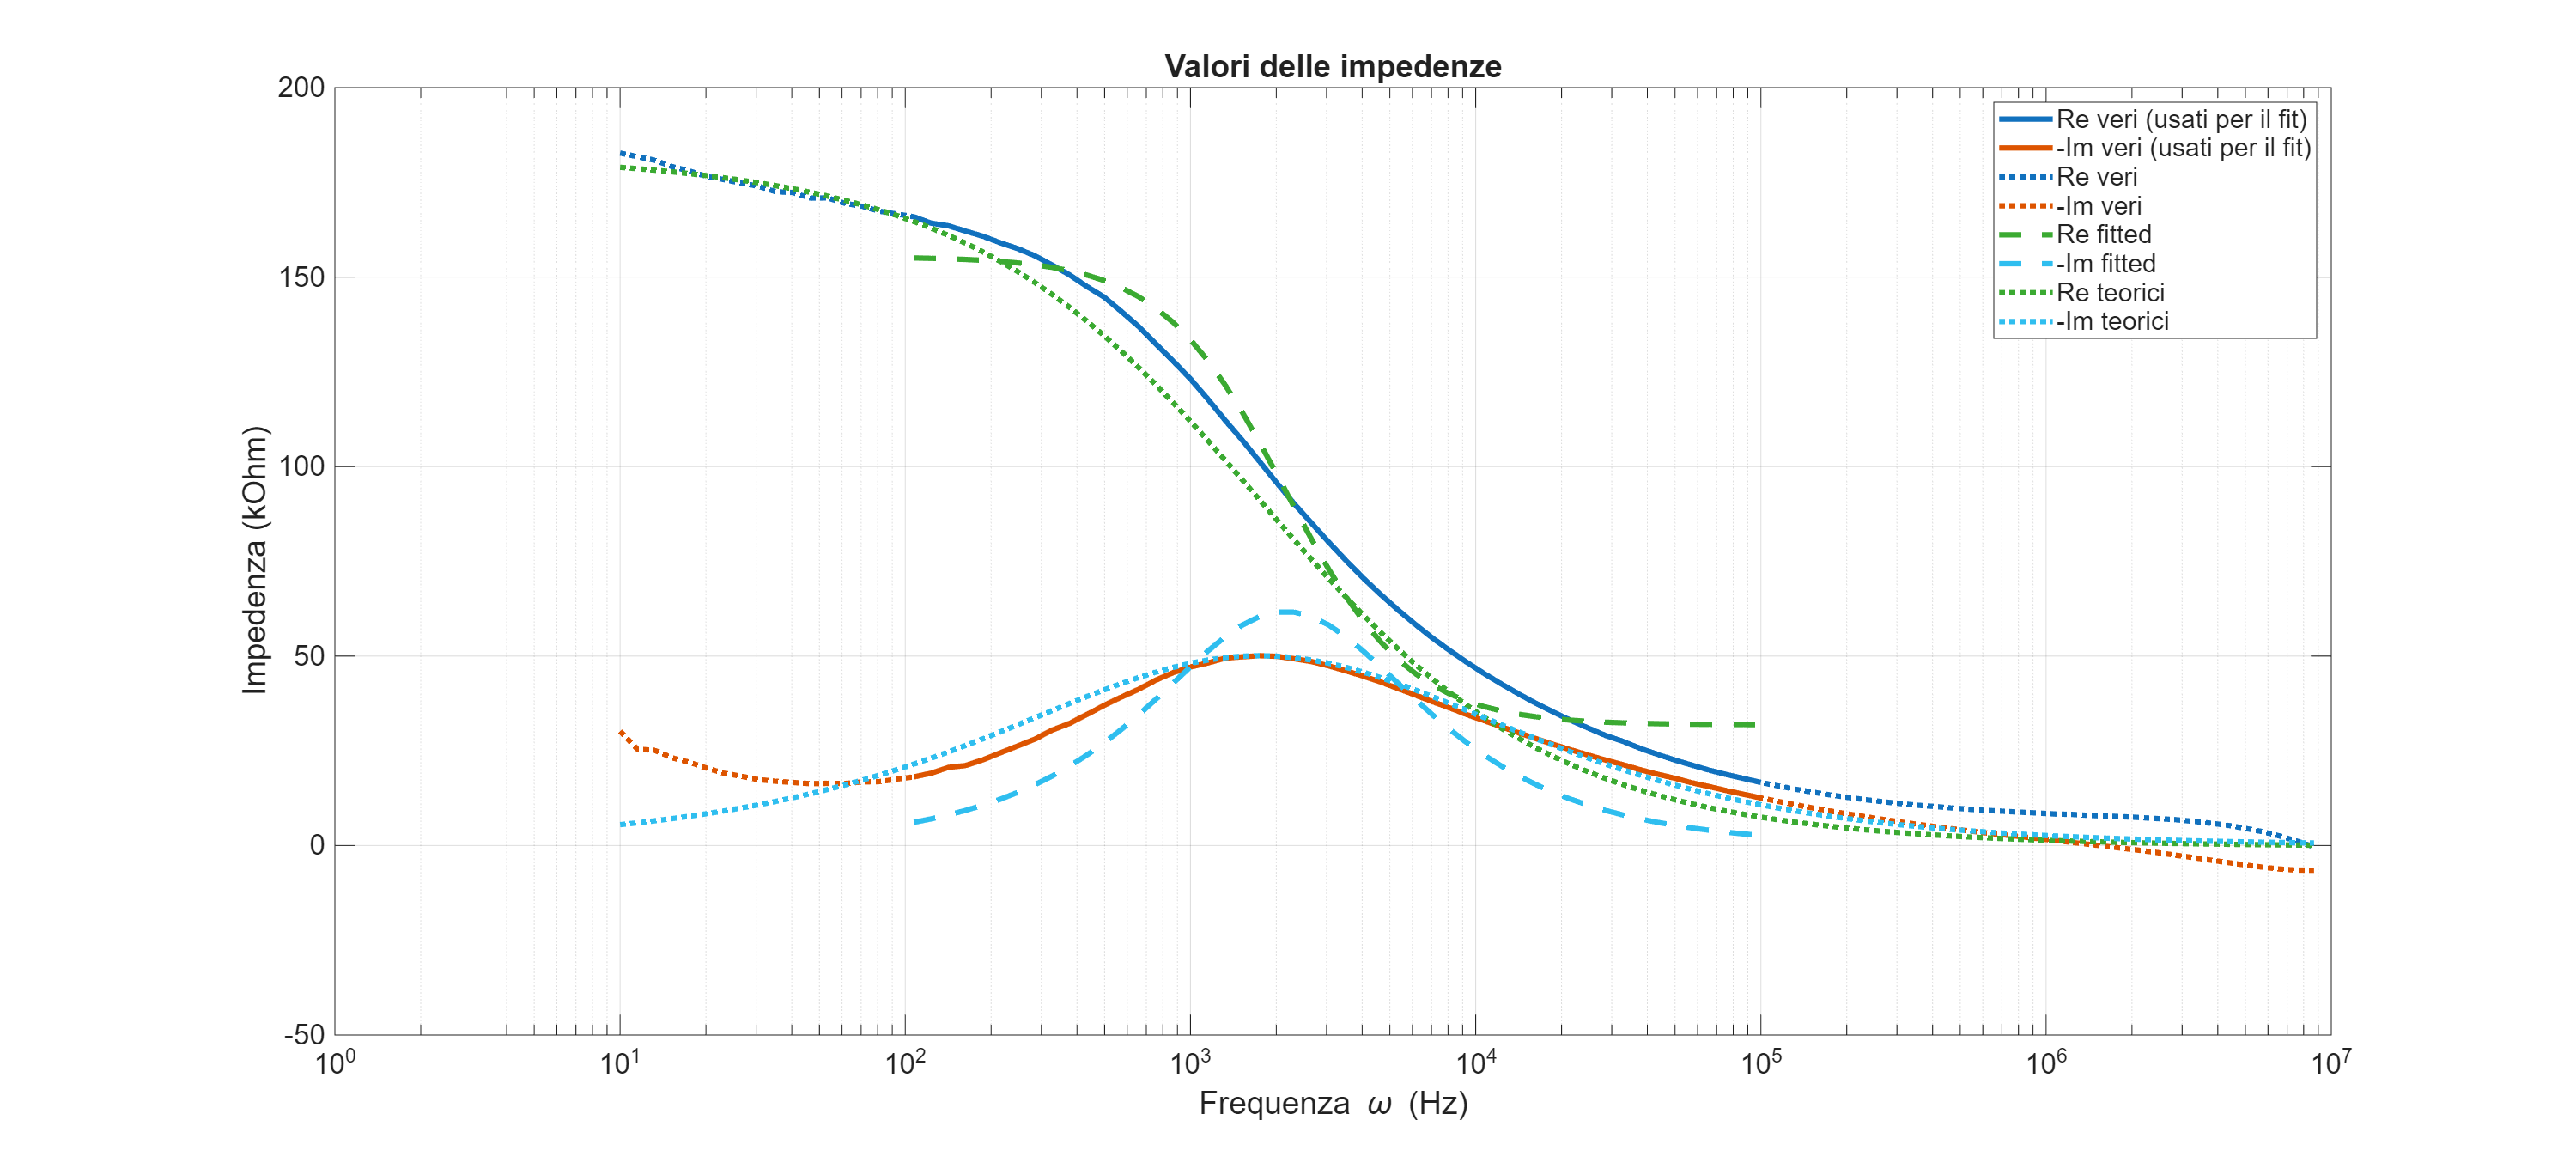 Valori delle impedenze
200
150
100
50
0
-50
Impedenza (kOhm)
10⁰ 10¹ 10² 10³ 10⁴ 10⁵ 10⁶ 10⁷
Frequenza ω (Hz)
Re veri (usati per il fit)
-Im veri (usati per il fit)
Re veri
-Im veri
Re fitted
-Im fitted
Re teorici
-Im teorici